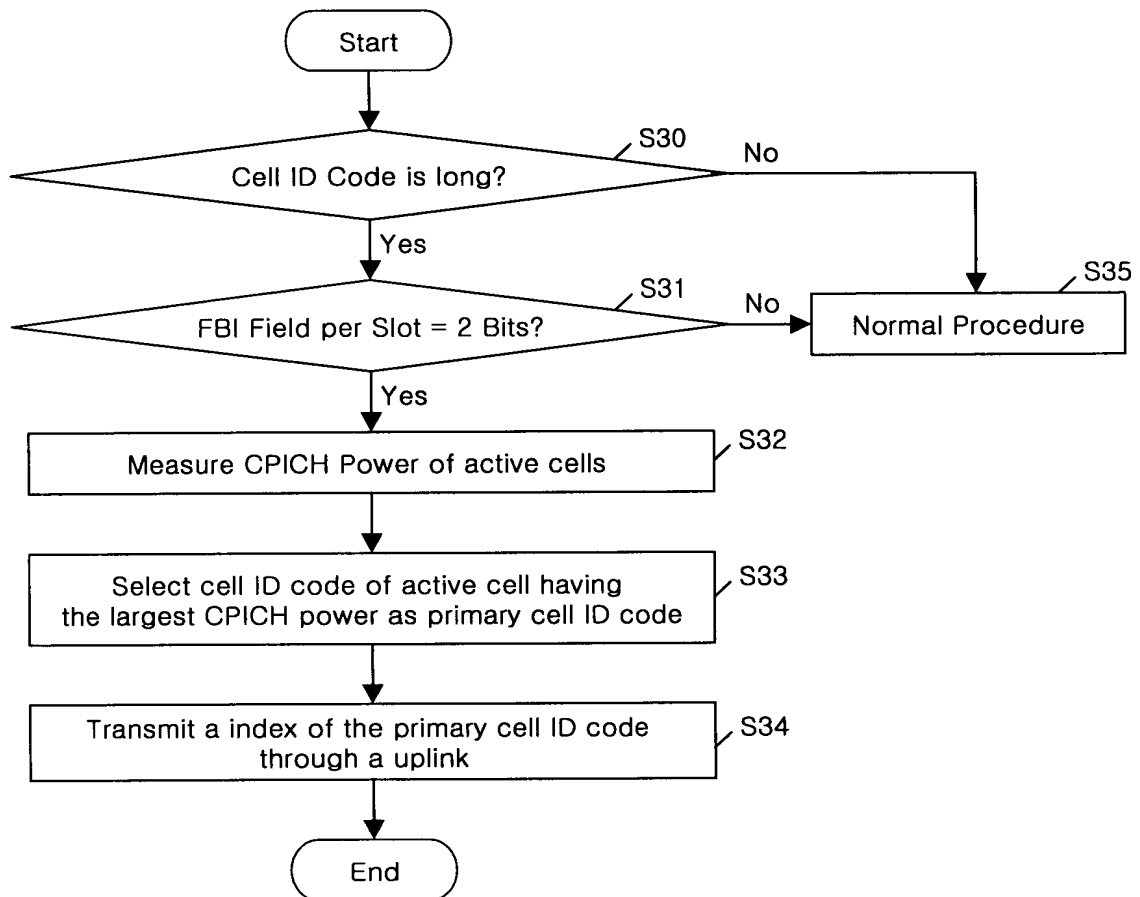 Start
S30
Cell ID Code is long?
No
Yes
S31
FBI Field per Slot = 2 Bits?
No
S35
Normal Procedure
Yes
S32
Measure CPICH Power of active cells
S33
Select cell ID code of active cell having
the largest CPICH power as primary cell ID code
S34
Transmit a index of the primary cell ID code
through a uplink
End